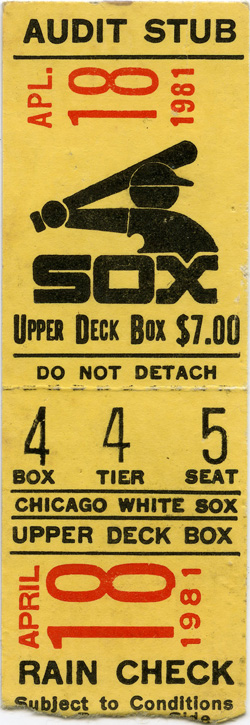 AUDIT STUB
APL. 18 1981
SOX
UPPER DECK BOX $7.00
DO NOT DETACH
4 4 5
BOX TIER SEAT
CHICAGO WHITE SOX
UPPER DECK BOX
APRIL 18 1981
RAIN CHECK
Subject to Conditions